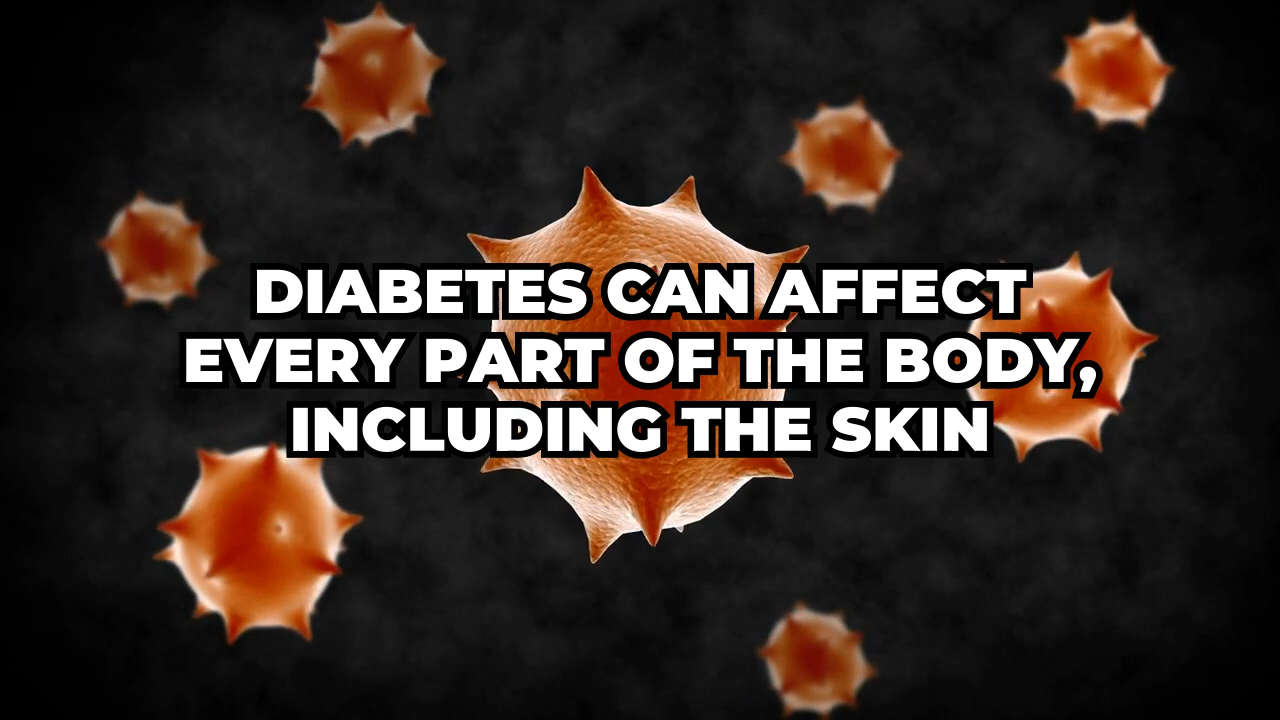 DIABETES CAN AFFECT
EVERY PART OF THE BODY,
INCLUDING THE SKIN